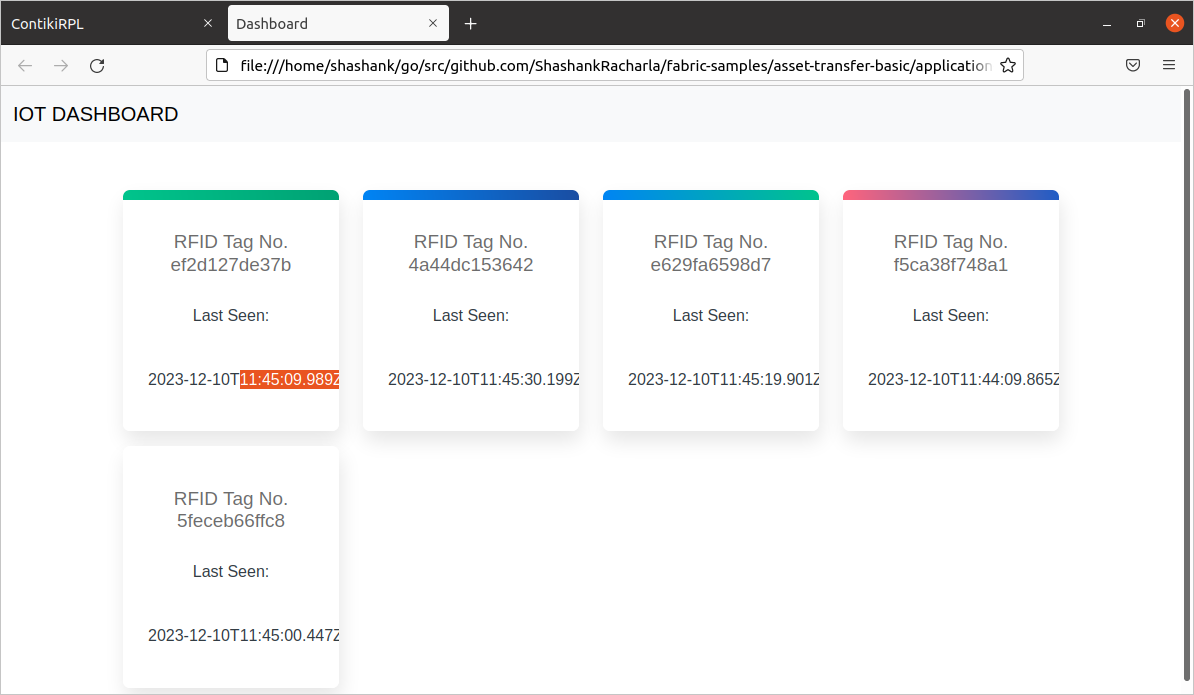 ContikiRPL
Dashboard
file:///home/shashank/go/src/github.com/ShashankRacharla/fabric-samples/asset-transfer-basic/application
IOT DASHBOARD
RFID Tag No.
ef2d127de37b
Last Seen:
2023-12-10T11:45:09.989Z
RFID Tag No.
4a44dc153642
Last Seen:
2023-12-10T11:45:30.199Z
RFID Tag No.
e629fa6598d7
Last Seen:
2023-12-10T11:45:19.901Z
RFID Tag No.
f5ca38f748a1
Last Seen:
2023-12-10T11:44:09.865Z
RFID Tag No.
5feceb66ffc8
Last Seen:
2023-12-10T11:45:00.447Z